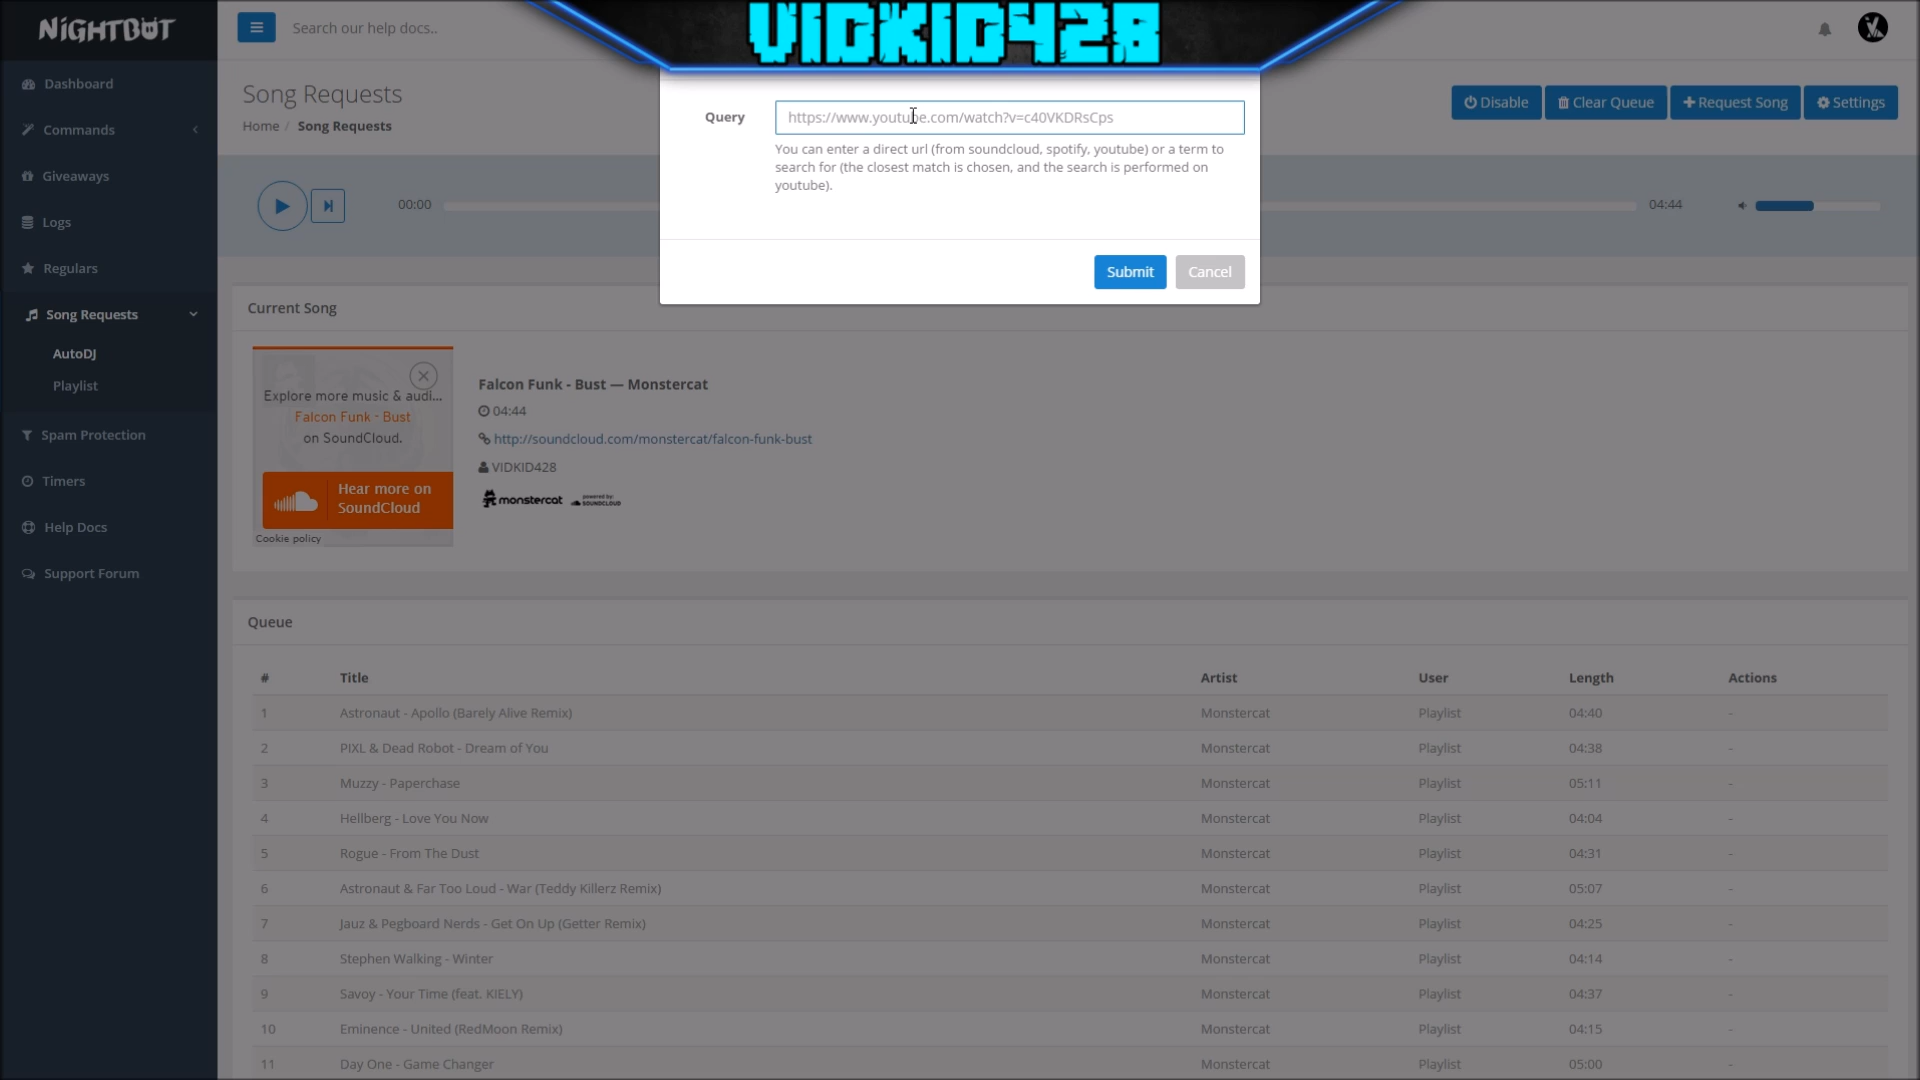 NiGHTBOT
Search our help docs..
VIDKID428
Dashboard
Commands
Giveaways
Logs
Regulars
Song Requests
AutoDJ
Playlist
Spam Protection
Timers
Help Docs
Support Forum
Song Requests
Home / Song Requests
Disable
Clear Queue
Request Song
Settings
Query
https://www.youtube.com/watch?v=c40VKDRsCps
You can enter a direct url (from soundcloud, spotify, youtube) or a term to
search for (the closest match is chosen, and the search is performed on
youtube).
Submit
Cancel
00:00
04:44
Current Song
Explore more music & audi...
Falcon Funk - Bust
on SoundCloud.
Hear more on
SoundCloud
Cookie policy
Falcon Funk - Bust — Monstercat
04:44
http://soundcloud.com/monstercat/falcon-funk-bust
VIDKID428
monstercat powered by: SOUNDCLOUD
Queue
# Title Artist User Length Actions
1 Astronaut - Apollo (Barely Alive Remix) Monstercat Playlist 04:40 -
2 PIXL & Dead Robot - Dream of You Monstercat Playlist 04:38 -
3 Muzzy - Paperchase Monstercat Playlist 05:11 -
4 Hellberg - Love You Now Monstercat Playlist 04:04 -
5 Rogue - From The Dust Monstercat Playlist 04:31 -
6 Astronaut & Far Too Loud - War (Teddy Killerz Remix) Monstercat Playlist 05:07 -
7 Jauz & Pegboard Nerds - Get On Up (Getter Remix) Monstercat Playlist 04:25 -
8 Stephen Walking - Winter Monstercat Playlist 04:14 -
9 Savoy - Your Time (feat. KIELY) Monstercat Playlist 04:37 -
10 Eminence - United (RedMoon Remix) Monstercat Playlist 04:15 -
11 Day One - Game Changer Monstercat Playlist 05:00 -